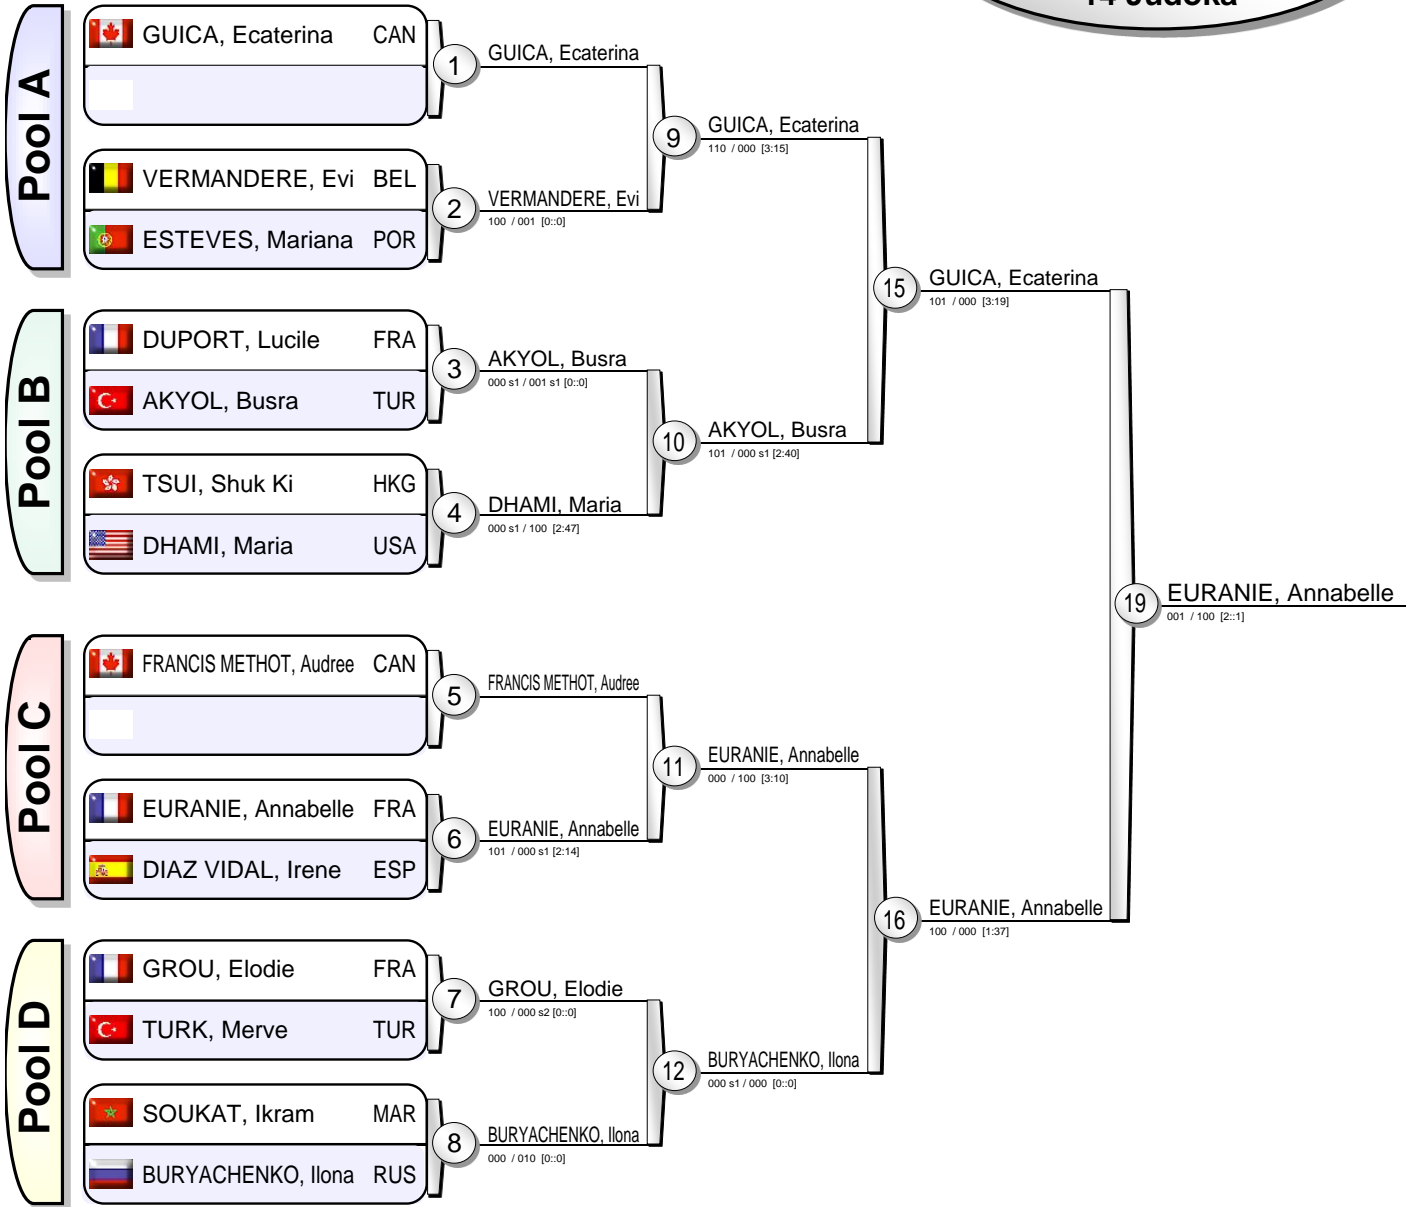 14 Judoka
Pool A
GUICA, Ecaterina CAN
VERMANDERE, Evi BEL
ESTEVES, Mariana POR
Pool B
DUPORT, Lucile FRA
AKYOL, Busra TUR
TSUI, Shuk Ki HKG
DHAMI, Maria USA
Pool C
FRANCIS METHOT, Audree CAN
EURANIE, Annabelle FRA
DIAZ VIDAL, Irene ESP
Pool D
GROU, Elodie FRA
TURK, Merve TUR
SOUKAT, Ikram MAR
BURYACHENKO, Ilona RUS
1
GUICA, Ecaterina
2
VERMANDERE, Evi
100 / 001 [0::0]
3
AKYOL, Busra
000 s1 / 001 s1 [0::0]
4
DHAMI, Maria
000 s1 / 100 [2:47]
5
FRANCIS METHOT, Audree
6
EURANIE, Annabelle
101 / 000 s1 [2:14]
7
GROU, Elodie
100 / 000 s2 [0::0]
8
BURYACHENKO, Ilona
000 / 010 [0::0]
9
GUICA, Ecaterina
110 / 000 [3:15]
10
AKYOL, Busra
101 / 000 s1 [2:40]
11
EURANIE, Annabelle
000 / 100 [3:10]
12
BURYACHENKO, Ilona
000 s1 / 000 [0::0]
15
GUICA, Ecaterina
101 / 000 [3:19]
16
EURANIE, Annabelle
100 / 000 [1:37]
19
EURANIE, Annabelle
001 / 100 [2::1]